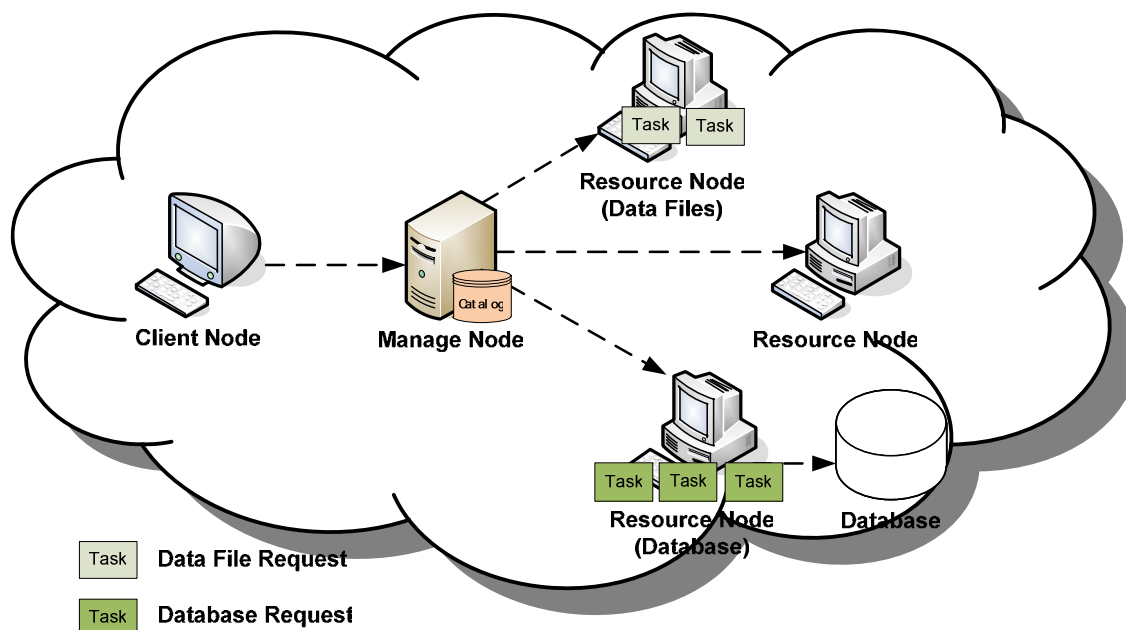 Task Task
Resource Node
(Data Files)
Catalog
Client Node
Manage Node
Resource Node
Task Task Task
Resource Node
(Database)
Database
Task Data File Request
Task Database Request